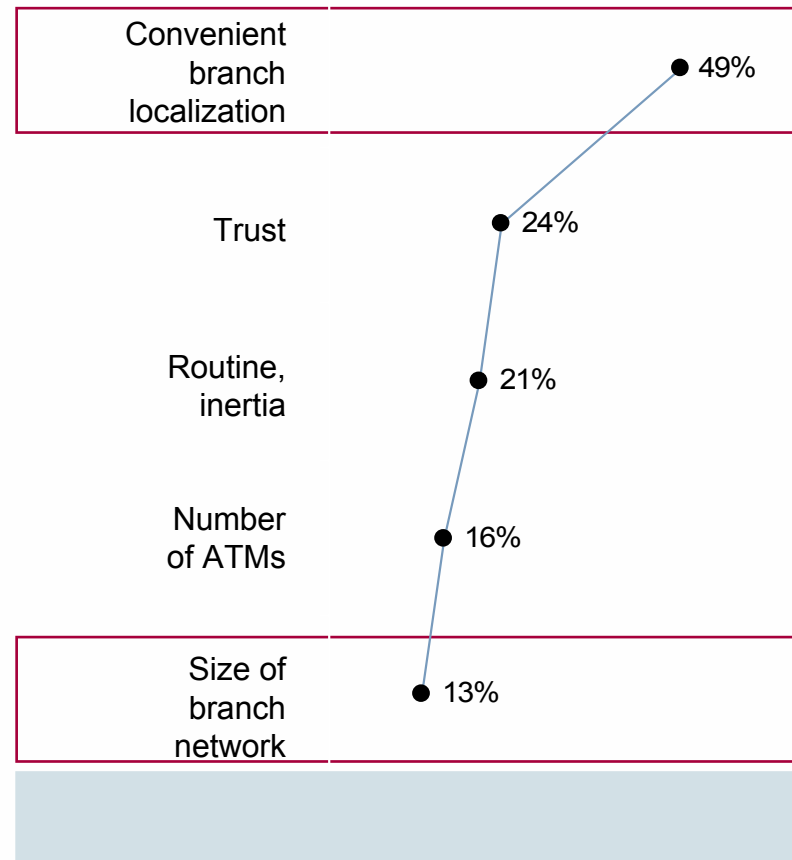 Convenient
branch
localization
49%
Trust
24%
Routine,
inertia
21%
Number
of ATMs
16%
Size of
branch
network
13%